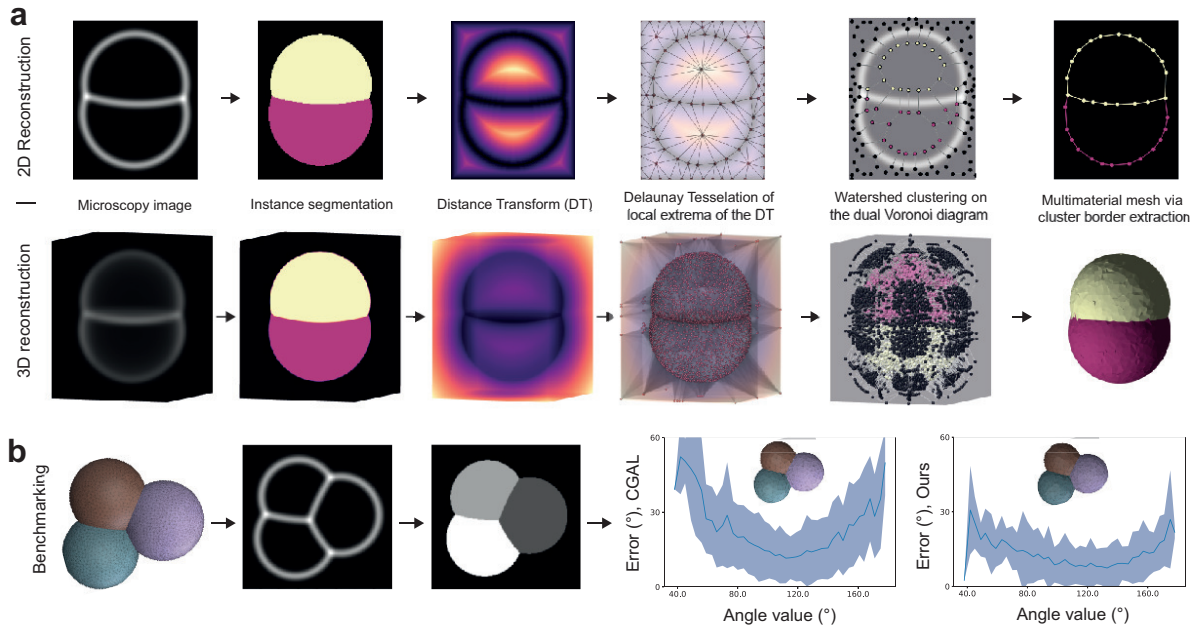 a
2D Reconstruction
Microscopy image
Instance segmentation
Distance Transform (DT)
Delaunay Tesselation of
local extrema of the DT
Watershed clustering on
the dual Voronoi diagram
Multimaterial mesh via
cluster border extraction
3D reconstruction
b
Benchmarking
Error (°), CGAL
60
30
0
40.0 80.0 120.0 160.0
Angle value (°)
Error (°), Ours
60
30
0
40.0 80.0 120.0 160.0
Angle value (°)